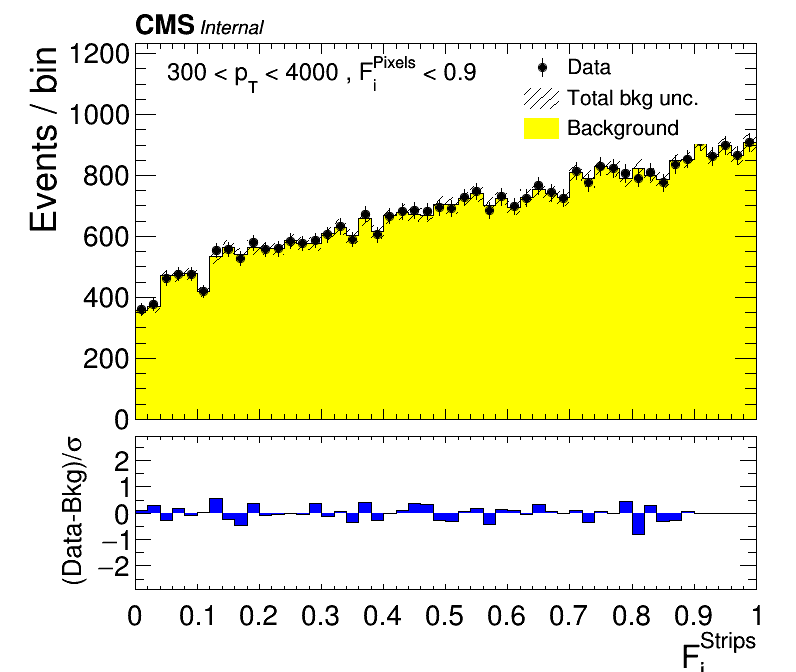 CMS Internal
300 < p_T < 4000 , F_i^Pixels < 0.9
Data
Total bkg unc.
Background
Events / bin
1200
1000
800
600
400
200
0
(Data-Bkg)/σ
2
1
0
−1
−2
0 0.1 0.2 0.3 0.4 0.5 0.6 0.7 0.8 0.9 1
F_i^Strips